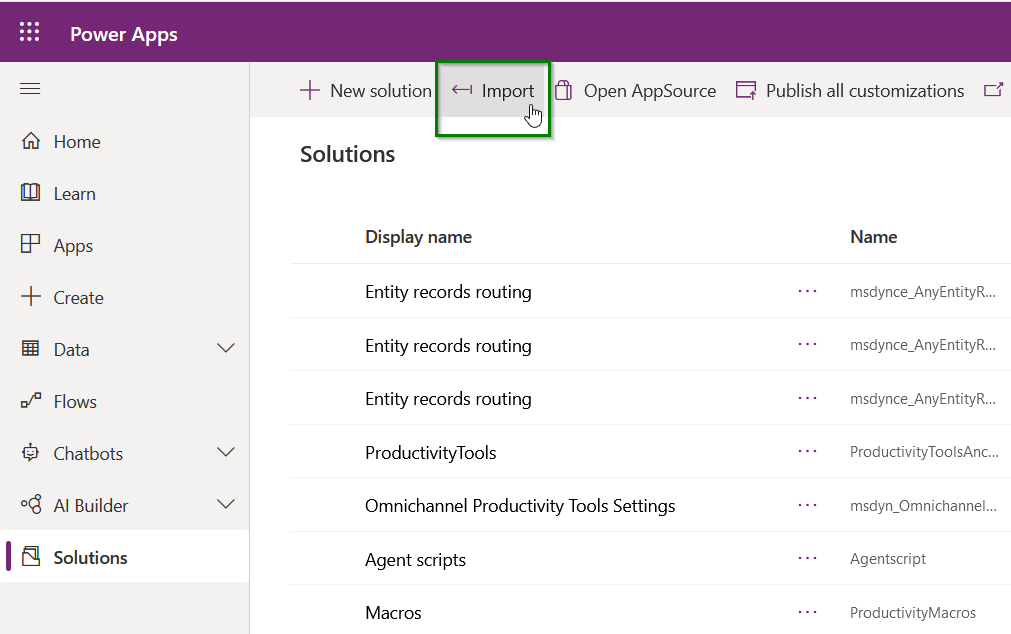 Power Apps
New solution Import Open AppSource Publish all customizations
Home
Learn
Apps
Create
Data
Flows
Chatbots
AI Builder
Solutions
Solutions
Display name Name
Entity records routing ··· msdynce_AnyEntityR...
Entity records routing ··· msdynce_AnyEntityR...
Entity records routing ··· msdynce_AnyEntityR...
ProductivityTools ··· ProductivityToolsAnc...
Omnichannel Productivity Tools Settings ··· msdyn_Omnichannel...
Agent scripts ··· Agentscript
Macros ··· ProductivityMacros